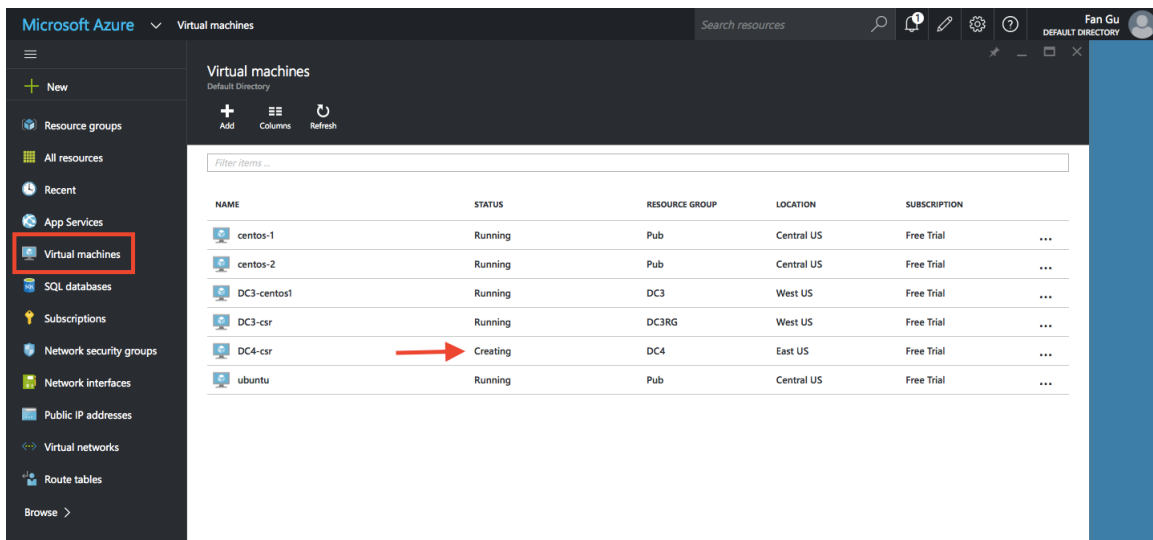 Microsoft Azure Virtual machines Search resources 1 Fan Gu
DEFAULT DIRECTORY
New
Resource groups
All resources
Recent
App Services
Virtual machines
SQL databases
Subscriptions
Network security groups
Network interfaces
Public IP addresses
Virtual networks
Route tables
Browse >
Virtual machines
Default Directory
Add Columns Refresh
Filter items ...
NAME STATUS RESOURCE GROUP LOCATION SUBSCRIPTION
centos-1 Running Pub Central US Free Trial ...
centos-2 Running Pub Central US Free Trial ...
DC3-centos1 Running DC3 West US Free Trial ...
DC3-csr Running DC3RG West US Free Trial ...
DC4-csr Creating DC4 East US Free Trial ...
ubuntu Running Pub Central US Free Trial ...